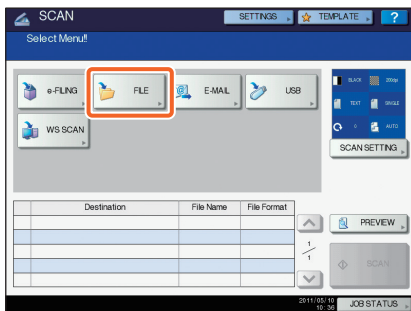 SCAN
SETTINGS
TEMPLATE
?
Select Menu!!
e-FILING
FILE
E-MAIL
USB
BLACK
200dpi
TEXT
SINGLE
0
AUTO
WS SCAN
SCAN SETTING
Destination
File Name
File Format
PREVIEW
1
1
SCAN
2011/05/10
10:36
JOB STATUS